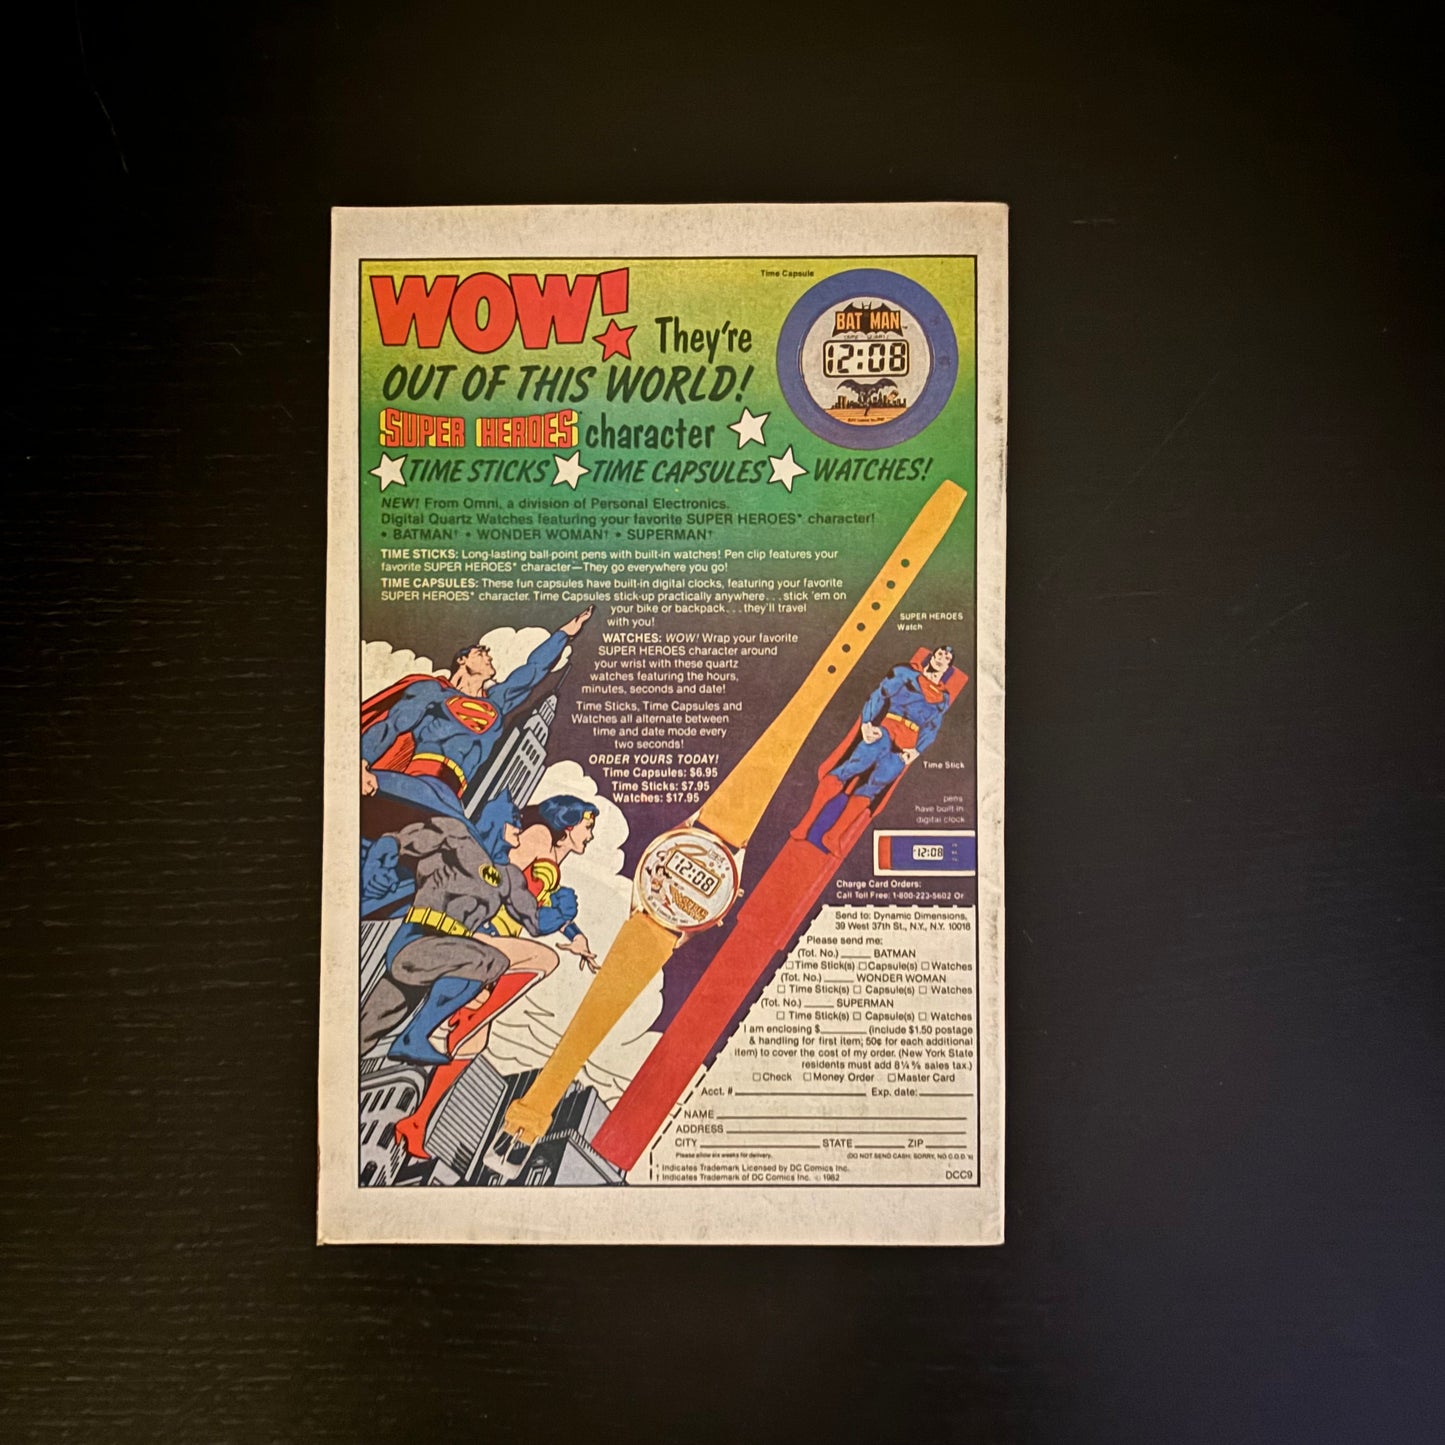 WOW! They're
OUT OF THIS WORLD!
SUPER HEROES character
TIME STICKS TIME CAPSULES WATCHES!
Time Capsule
BATMAN
12:08
NEW! From Omni, a division of Personal Electronics.
Digital Quartz Watches featuring your favorite SUPER HEROES* character!
• BATMAN† • WONDER WOMAN† • SUPERMAN†
TIME STICKS: Long-lasting ball-point pens with built-in watches! Pen clip features your
favorite SUPER HEROES* character—They go everywhere you go!
TIME CAPSULES: These fun capsules have built-in digital clocks, featuring your favorite
SUPER HEROES* character. Time Capsules stick-up practically anywhere...stick 'em on
your bike or backpack...they'll travel
with you!
WATCHES: WOW! Wrap your favorite
SUPER HEROES character around
your wrist with these quartz
watches featuring the hours,
minutes, seconds and date!
Time Sticks, Time Capsules and
Watches all alternate between
time and date mode every
two seconds!
ORDER YOURS TODAY!
Time Capsules: $6.95
Time Sticks: $7.95
Watches: $17.95
SUPER HEROES
Watch
12:08
Time Stick
pens
have built-in
digital clock
12:08
Charge Card Orders:
Call Toll Free: 1-800-223-5602 Or
Send to: Dynamic Dimensions,
39 West 37th St., N.Y., N.Y. 10018
Please send me:
(Tot. No.) ____ BATMAN
☐ Time Stick(s) ☐ Capsule(s) ☐ Watches
(Tot. No.) ____ WONDER WOMAN
☐ Time Stick(s) ☐ Capsule(s) ☐ Watches
(Tot. No.) ____ SUPERMAN
☐ Time Stick(s) ☐ Capsule(s) ☐ Watches
I am enclosing $____ (include $1.50 postage
& handling for first item; 50¢ for each additional
item) to cover the cost of my order. (New York State
residents must add 8¼% sales tax.)
☐ Check ☐ Money Order ☐ Master Card
Acct. # ____ Exp. date: ____
NAME ____
ADDRESS ____
CITY ____ STATE ____ ZIP ____
Please allow six weeks for delivery. (DO NOT SEND CASH, SORRY, NO C.O.D.'s)
* Indicates Trademark Licensed by DC Comics Inc.
† Indicates Trademark of DC Comics Inc. © 1982
DCC9